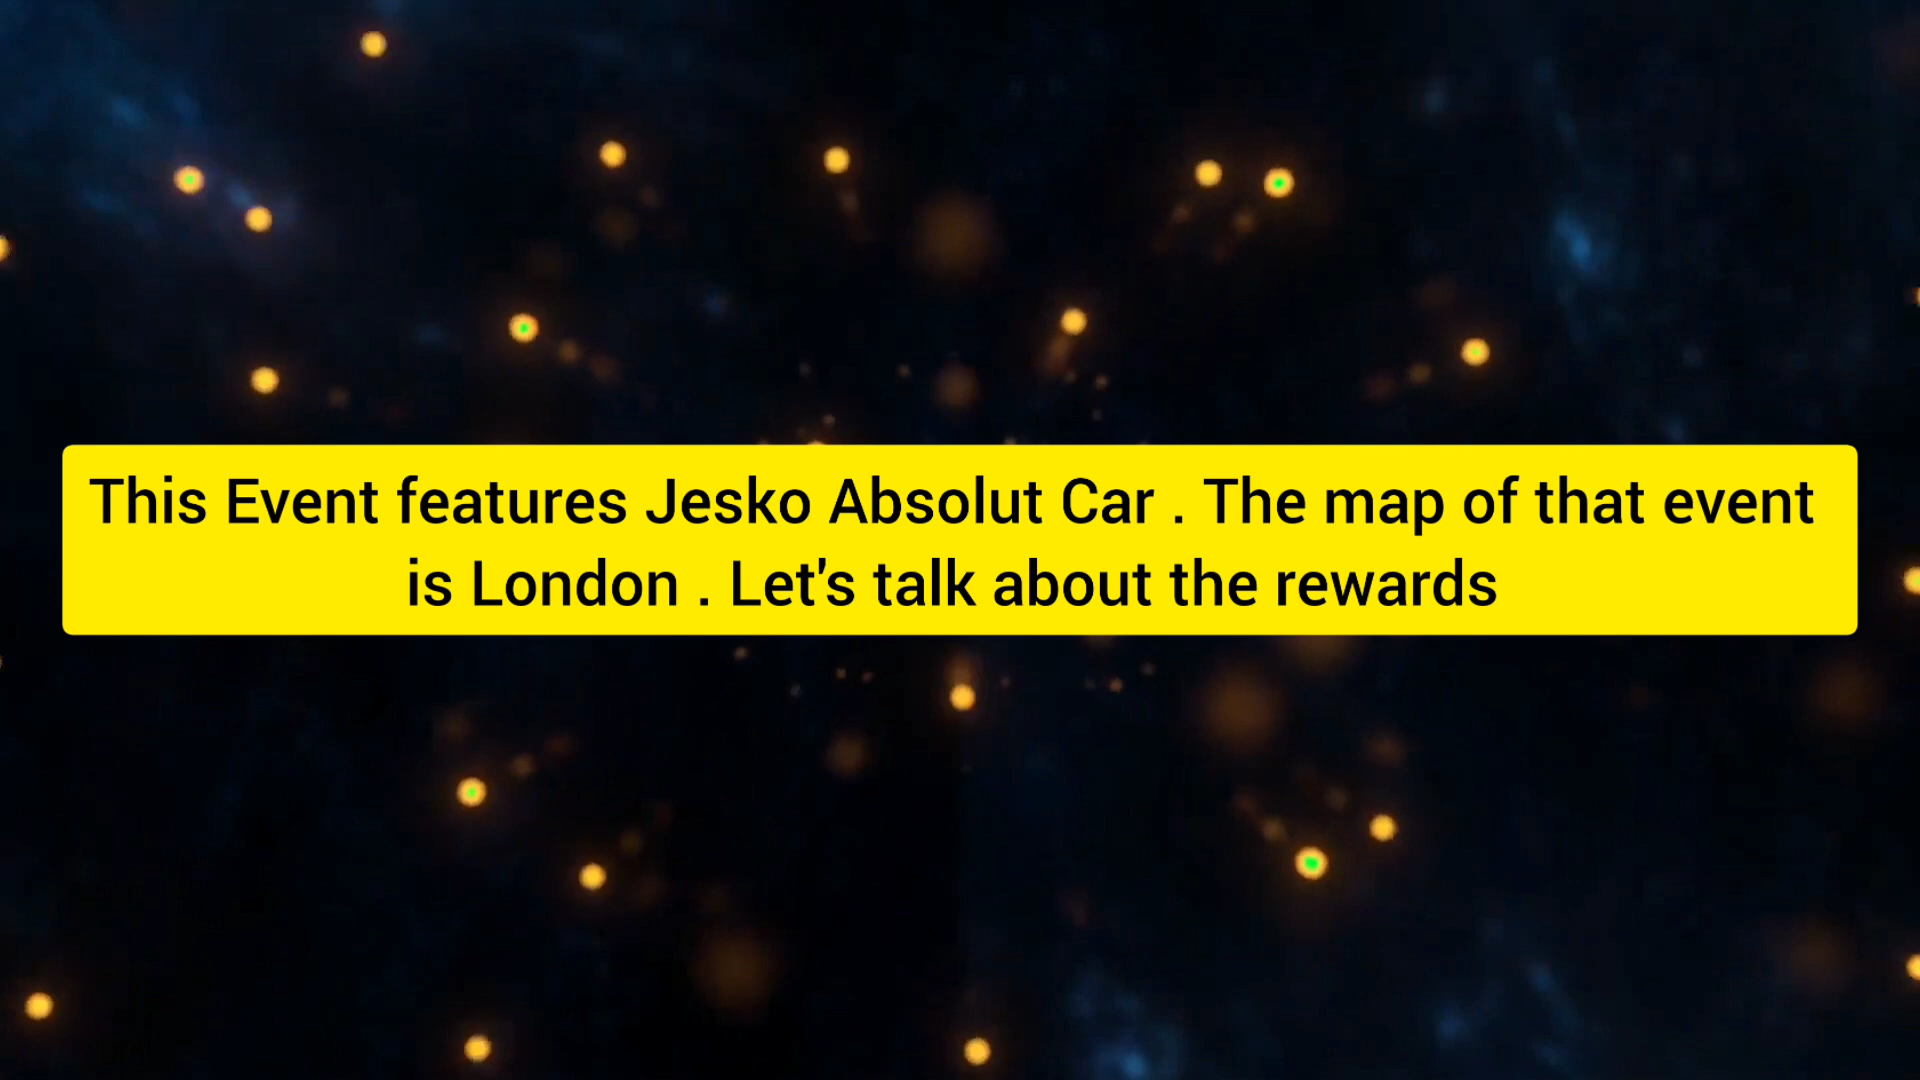 This Event features Jesko Absolut Car . The map of that event
is London . Let's talk about the rewards